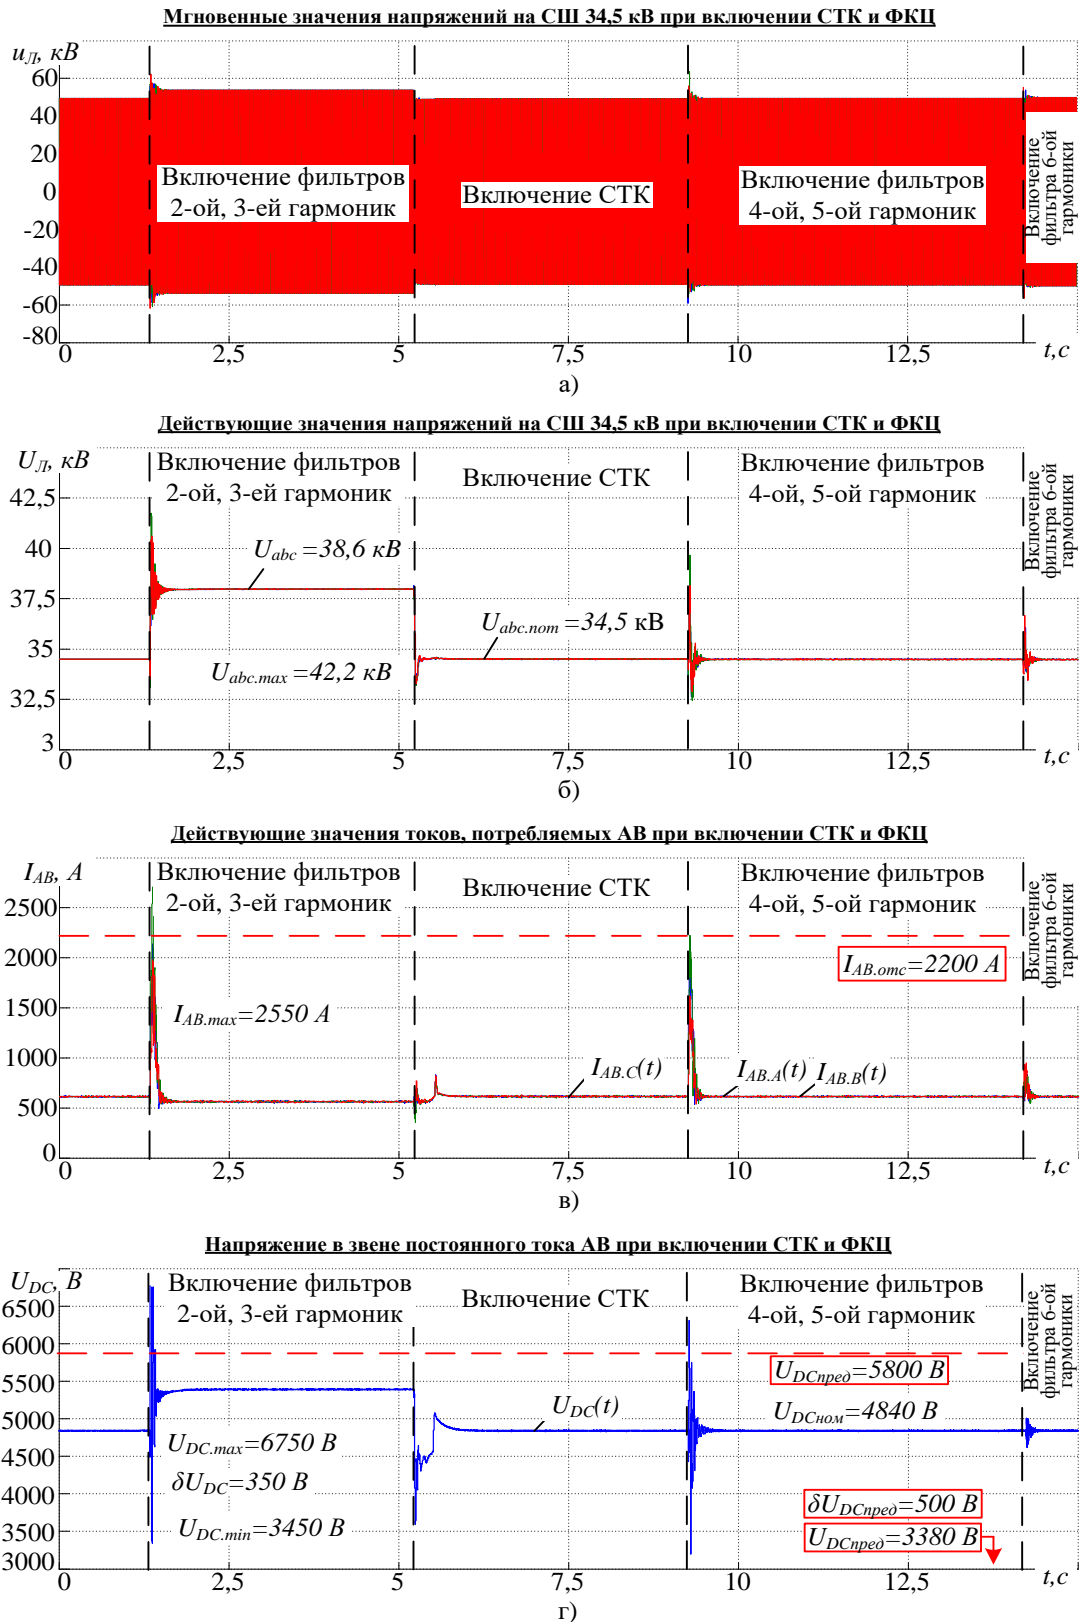 Мгновенные значения напряжений на СШ 34,5 кВ при включении СТК и ФКЦ
uЛ, кВ
60
40
20
0
-20
-40
-60
-80
Включение фильтров
2-ой, 3-ей гармоник
Включение СТК
Включение фильтров
4-ой, 5-ой гармоник
Включение
фильтра 6-ой
гармоники
0
2,5
5
7,5
10
12,5
t,с
а)
Действующие значения напряжений на СШ 34,5 кВ при включении СТК и ФКЦ
UЛ, кВ
42,5
40
37,5
35
32,5
3
Включение фильтров
2-ой, 3-ей гармоник
Включение СТК
Включение фильтров
4-ой, 5-ой гармоник
Включение
фильтра 6-ой
гармоники
Uabc =38,6 кВ
Uabc.nom =34,5 кВ
Uabc.max =42,2 кВ
0
2,5
5
7,5
10
12,5
t,с
б)
Действующие значения токов, потребляемых АВ при включении СТК и ФКЦ
IАВ, А
2500
2000
1500
1000
500
0
Включение фильтров
2-ой, 3-ей гармоник
Включение СТК
Включение фильтров
4-ой, 5-ой гармоник
Включение
фильтра 6-ой
гармоники
IАВ.отс=2200 А
IАВ.max=2550 А
IАВ.C(t)
IАВ.A(t)
IАВ.B(t)
0
2,5
5
7,5
10
12,5
t,с
в)
Напряжение в звене постоянного тока АВ при включении СТК и ФКЦ
UDC, В
6500
6000
5500
5000
4500
4000
3500
3000
Включение фильтров
2-ой, 3-ей гармоник
Включение СТК
Включение фильтров
4-ой, 5-ой гармоник
Включение
фильтра 6-ой
гармоники
UDCпред=5800 В
UDC(t)
UDCном=4840 В
UDC.max=6750 В
δUDC=350 В
UDC.min=3450 В
δUDCпред=500 В
UDCпред=3380 В
0
2,5
5
7,5
10
12,5
t,с
г)